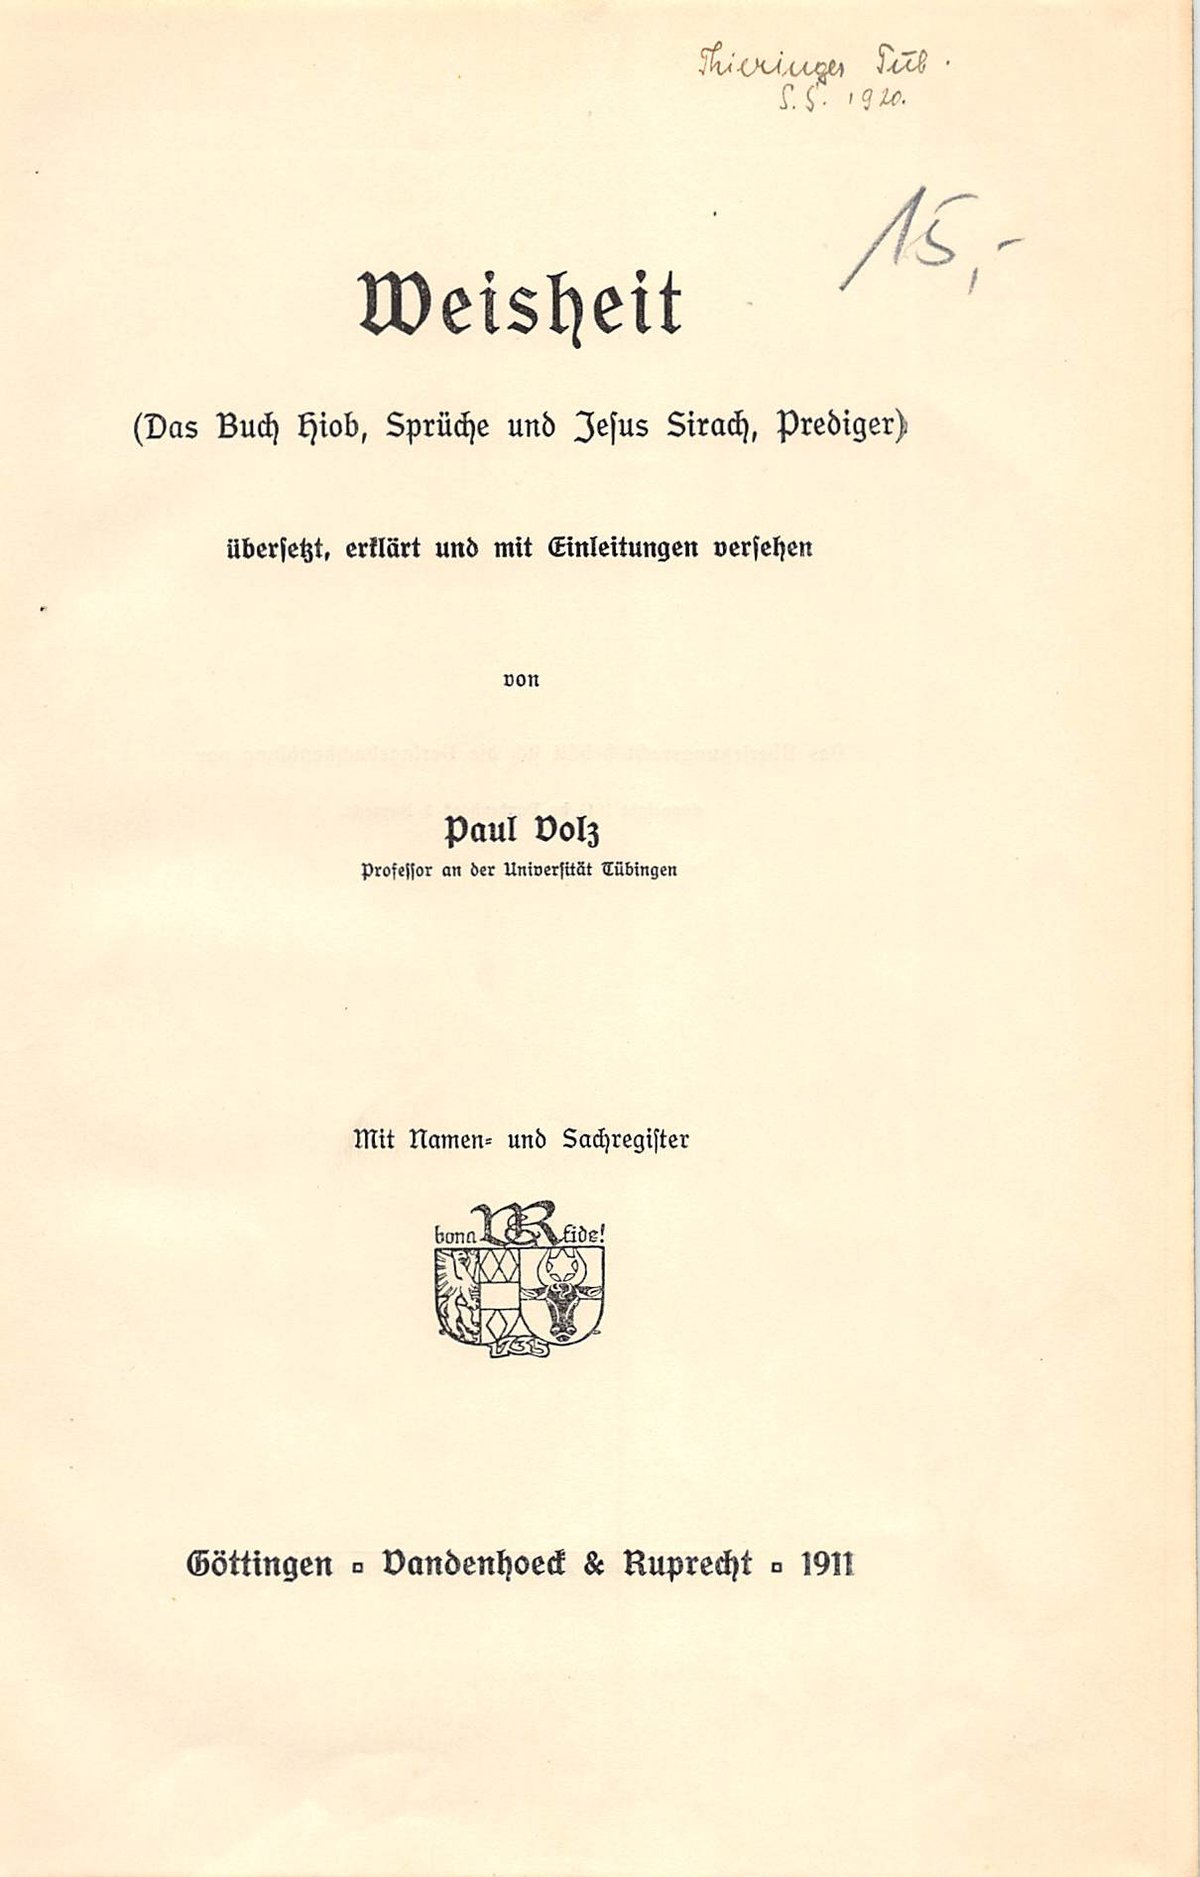 Thieringer Tüb.
S.S. 1920.
15,-
Weisheit
(Das Buch Hiob, Sprüche und Jeſus Sirach, Prediger)
überſetzt, erklärt und mit Einleitungen verſehen
von
Paul Volz
Profeſſor an der Univerſität Tübingen
Mit Namen- und Sachregiſter
bona VR fide!
1735
Göttingen ▫ Vandenhoeck & Ruprecht ▫ 1911